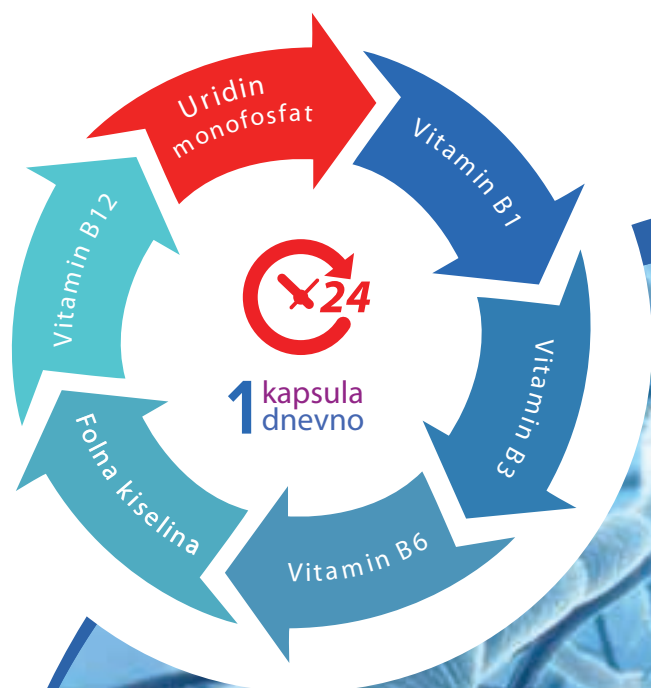 Uridin
monofosfat
Vitamin B1
Vitamin B3
Vitamin B6
Folna kiselina
Vitamin B12
24
1 kapsula
dnevno